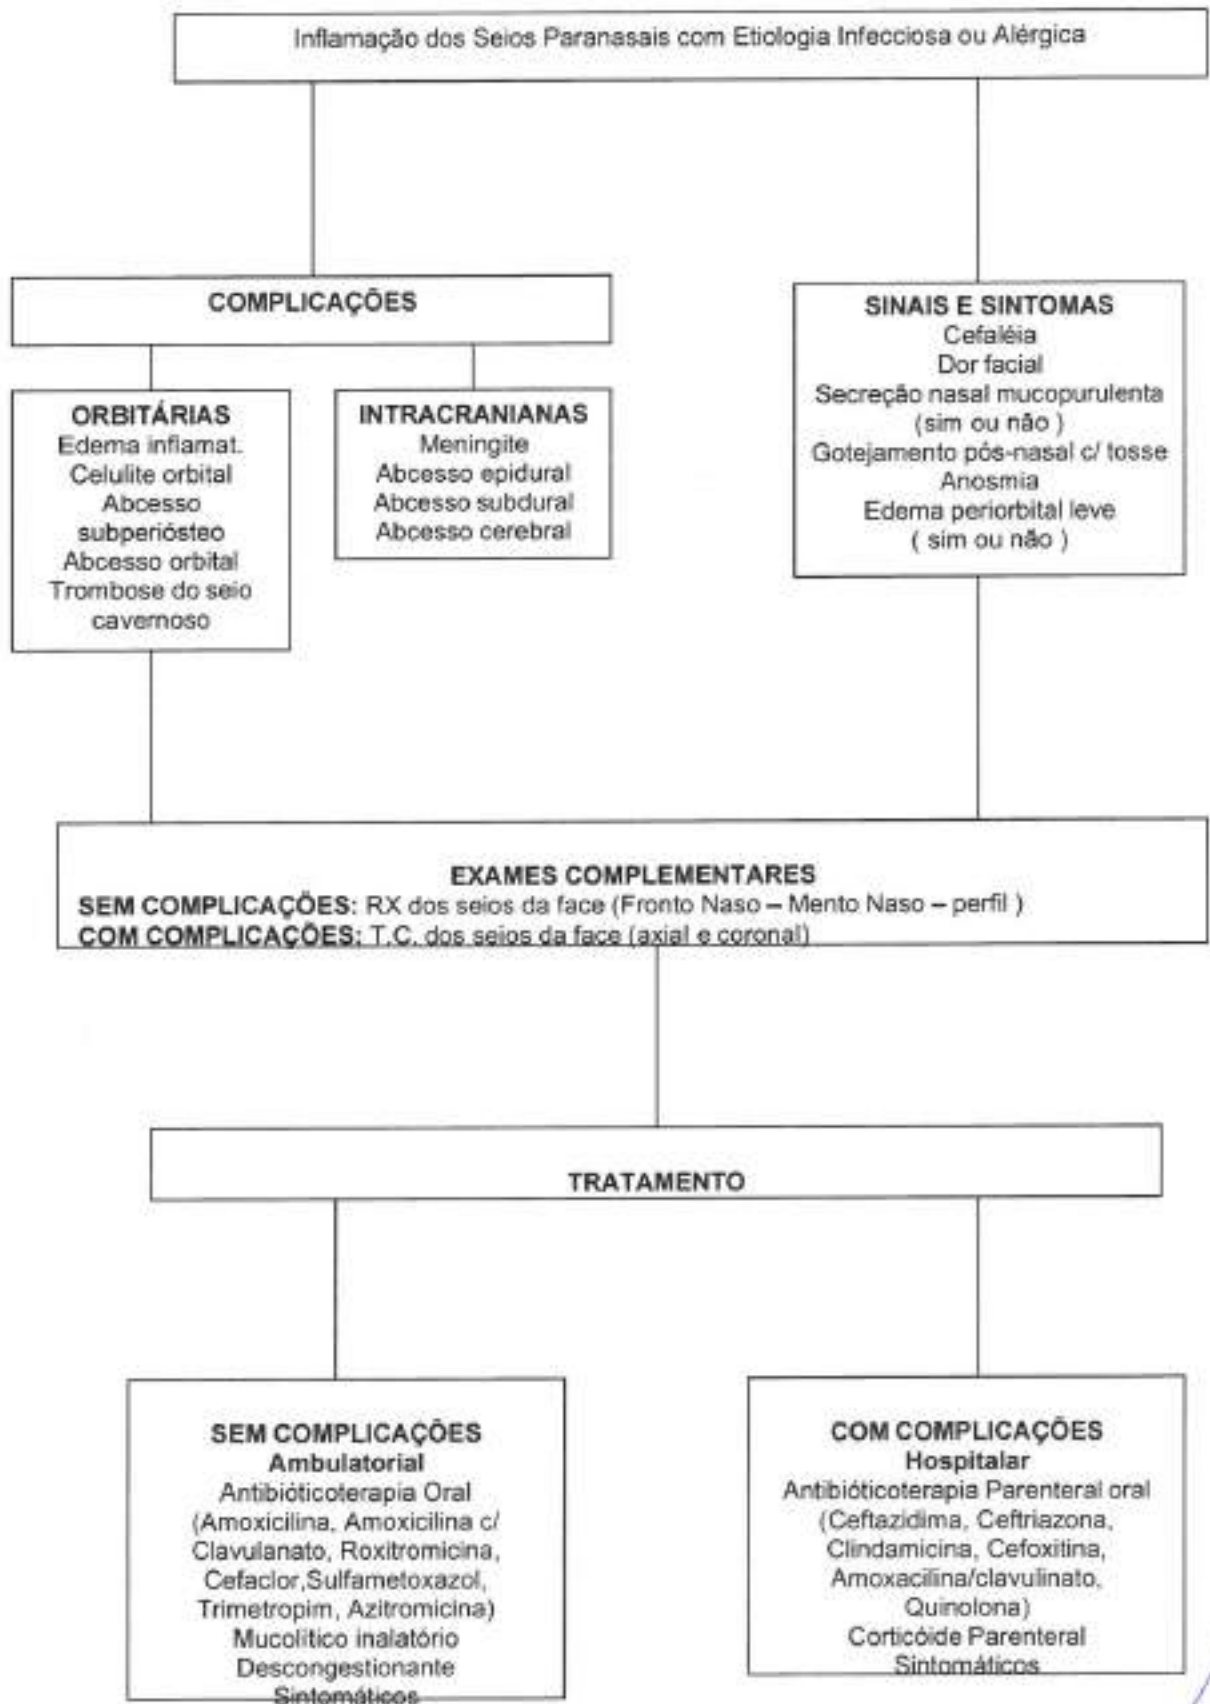 Inflamação dos Seios Paranasais com Etiologia Infecciosa ou Alérgica
COMPLICAÇÕES
ORBITÁRIAS
Edema inflamat.
Celulite orbital
Abcesso
subperiósteo
Abcesso orbital
Trombose do seio
cavernoso
INTRACRANIANAS
Meningite
Abcesso epidural
Abcesso subdural
Abcesso cerebral
SINAIS E SINTOMAS
Cefaléia
Dor facial
Secreção nasal mucopurulenta
(sim ou não )
Gotejamento pós-nasal c/ tosse
Anosmia
Edema periorbital leve
( sim ou não )
EXAMES COMPLEMENTARES
SEM COMPLICAÇÕES: RX dos seios da face (Fronto Naso – Mento Naso – perfil )
COM COMPLICAÇÕES: T.C. dos seios da face (axial e coronal)
TRATAMENTO
SEM COMPLICAÇÕES
Ambulatorial
Antibióticoterapia Oral
(Amoxicilina, Amoxicilina c/
Clavulanato, Roxitromicina,
Cefaclor,Sulfametoxazol,
Trimetropim, Azitromicina)
Mucolítico inalatório
Descongestionante
Sintomáticos
COM COMPLICAÇÕES
Hospitalar
Antibióticoterapia Parenteral oral
(Ceftazidima, Ceftriazona,
Clindamicina, Cefoxitina,
Amoxacilina/clavulinato,
Quinolona)
Corticóide Parenteral
Sintomáticos